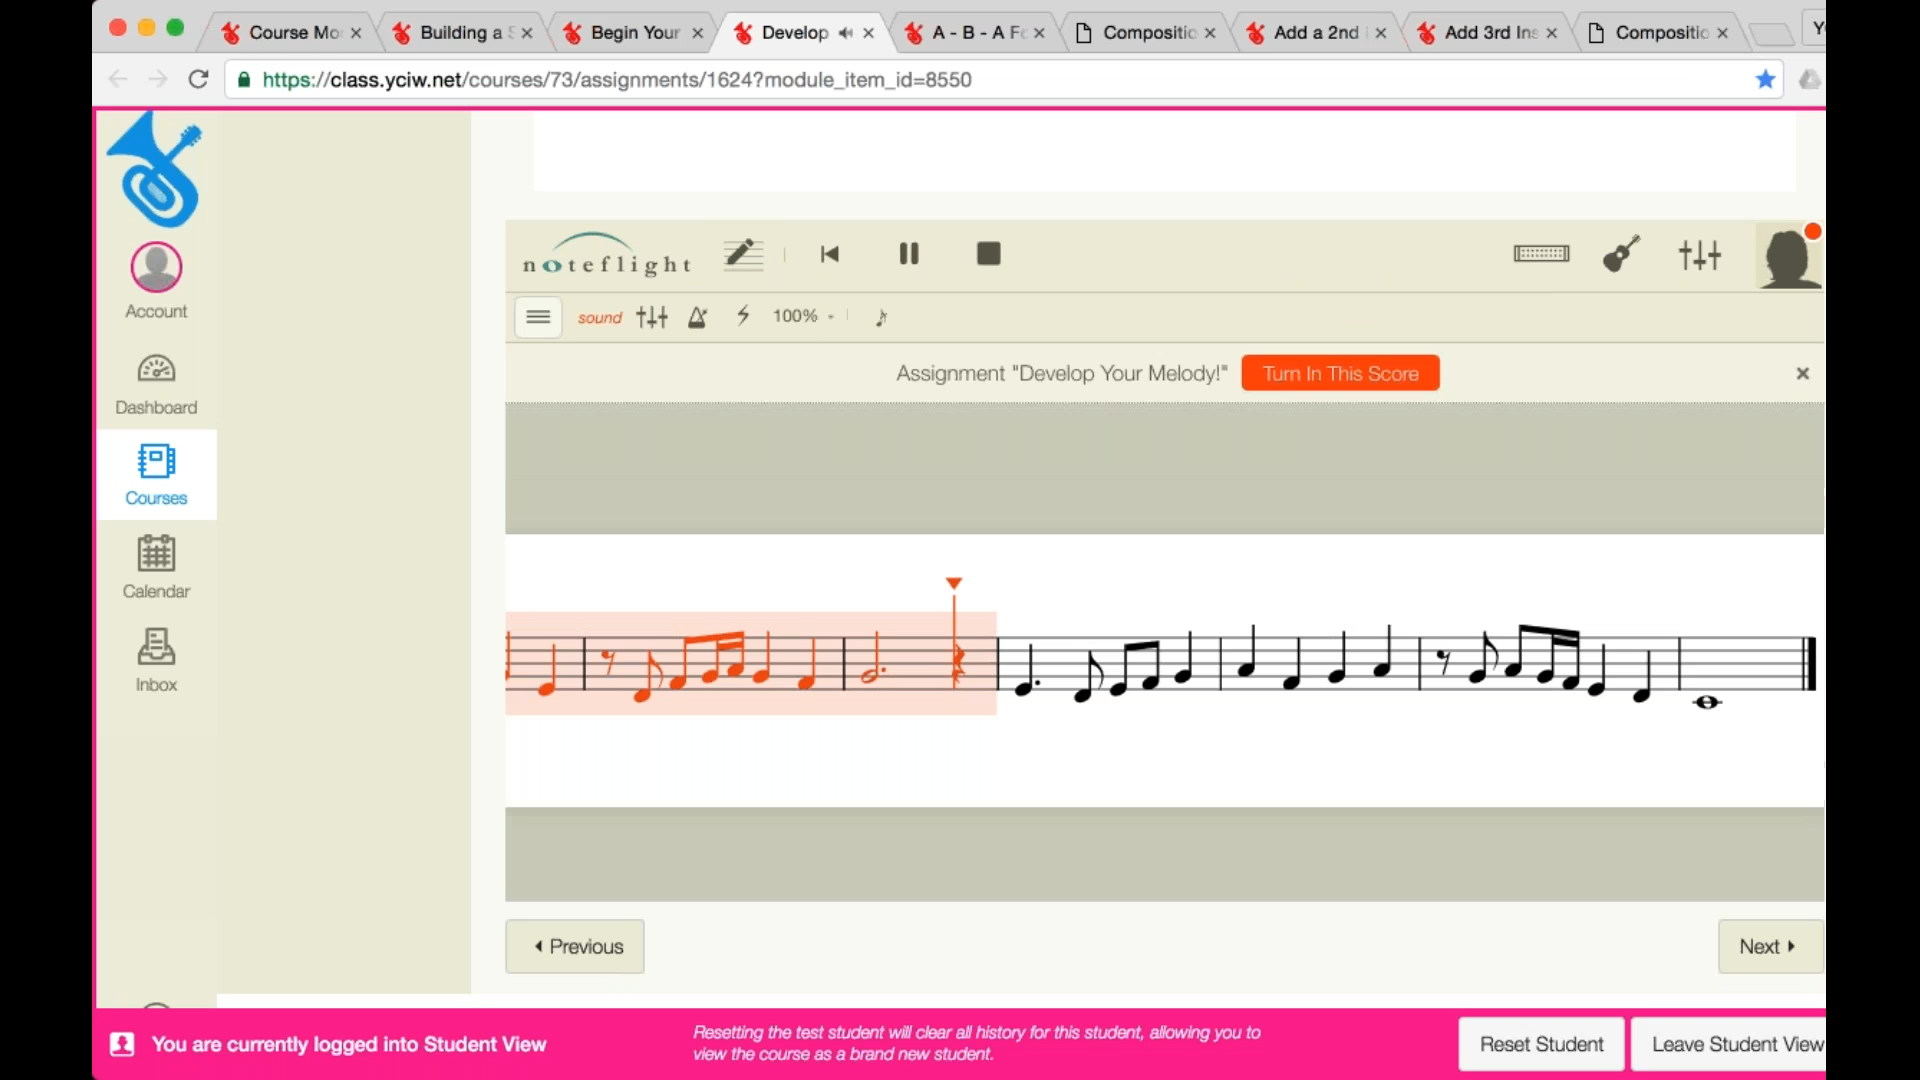 Course Mo
Building a S
Begin Your
Develop
A - B - A Fo
Compositio
Add a 2nd
Add 3rd Ins
Compositio
https://class.yciw.net/courses/73/assignments/1624?module_item_id=8550
Account
Dashboard
Courses
Calendar
Inbox
noteflight
sound
100%
Assignment "Develop Your Melody!"
Turn In This Score
Previous
Next
You are currently logged into Student View
Resetting the test student will clear all history for this student, allowing you to
view the course as a brand new student.
Reset Student
Leave Student View